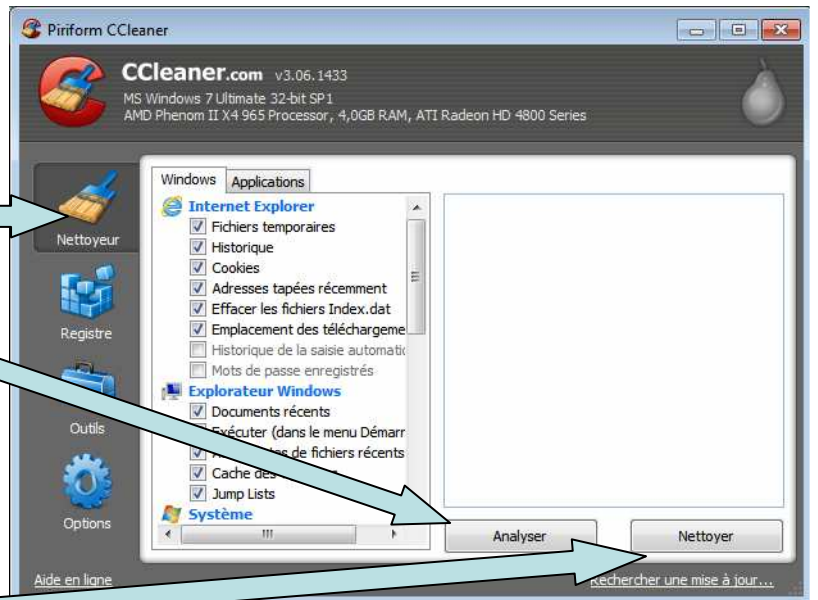 Piriform CCleaner
CCleaner.com v3.06.1433
MS Windows 7 Ultimate 32-bit SP1
AMD Phenom II X4 965 Processor, 4,0GB RAM, ATI Radeon HD 4800 Series
Nettoyeur
Registre
Outils
Options
Windows
Applications
Internet Explorer
Fichiers temporaires
Historique
Cookies
Adresses tapées récemment
Effacer les fichiers Index.dat
Emplacement des téléchargeme
Historique de la saisie automatic
Mots de passe enregistrés
Explorateur Windows
Documents récents
Exécuter (dans le menu Démarr
de fichiers récents
Cache des
Jump Lists
Système
Analyser
Nettoyer
Aide en ligne
Rechercher une mise à jour...